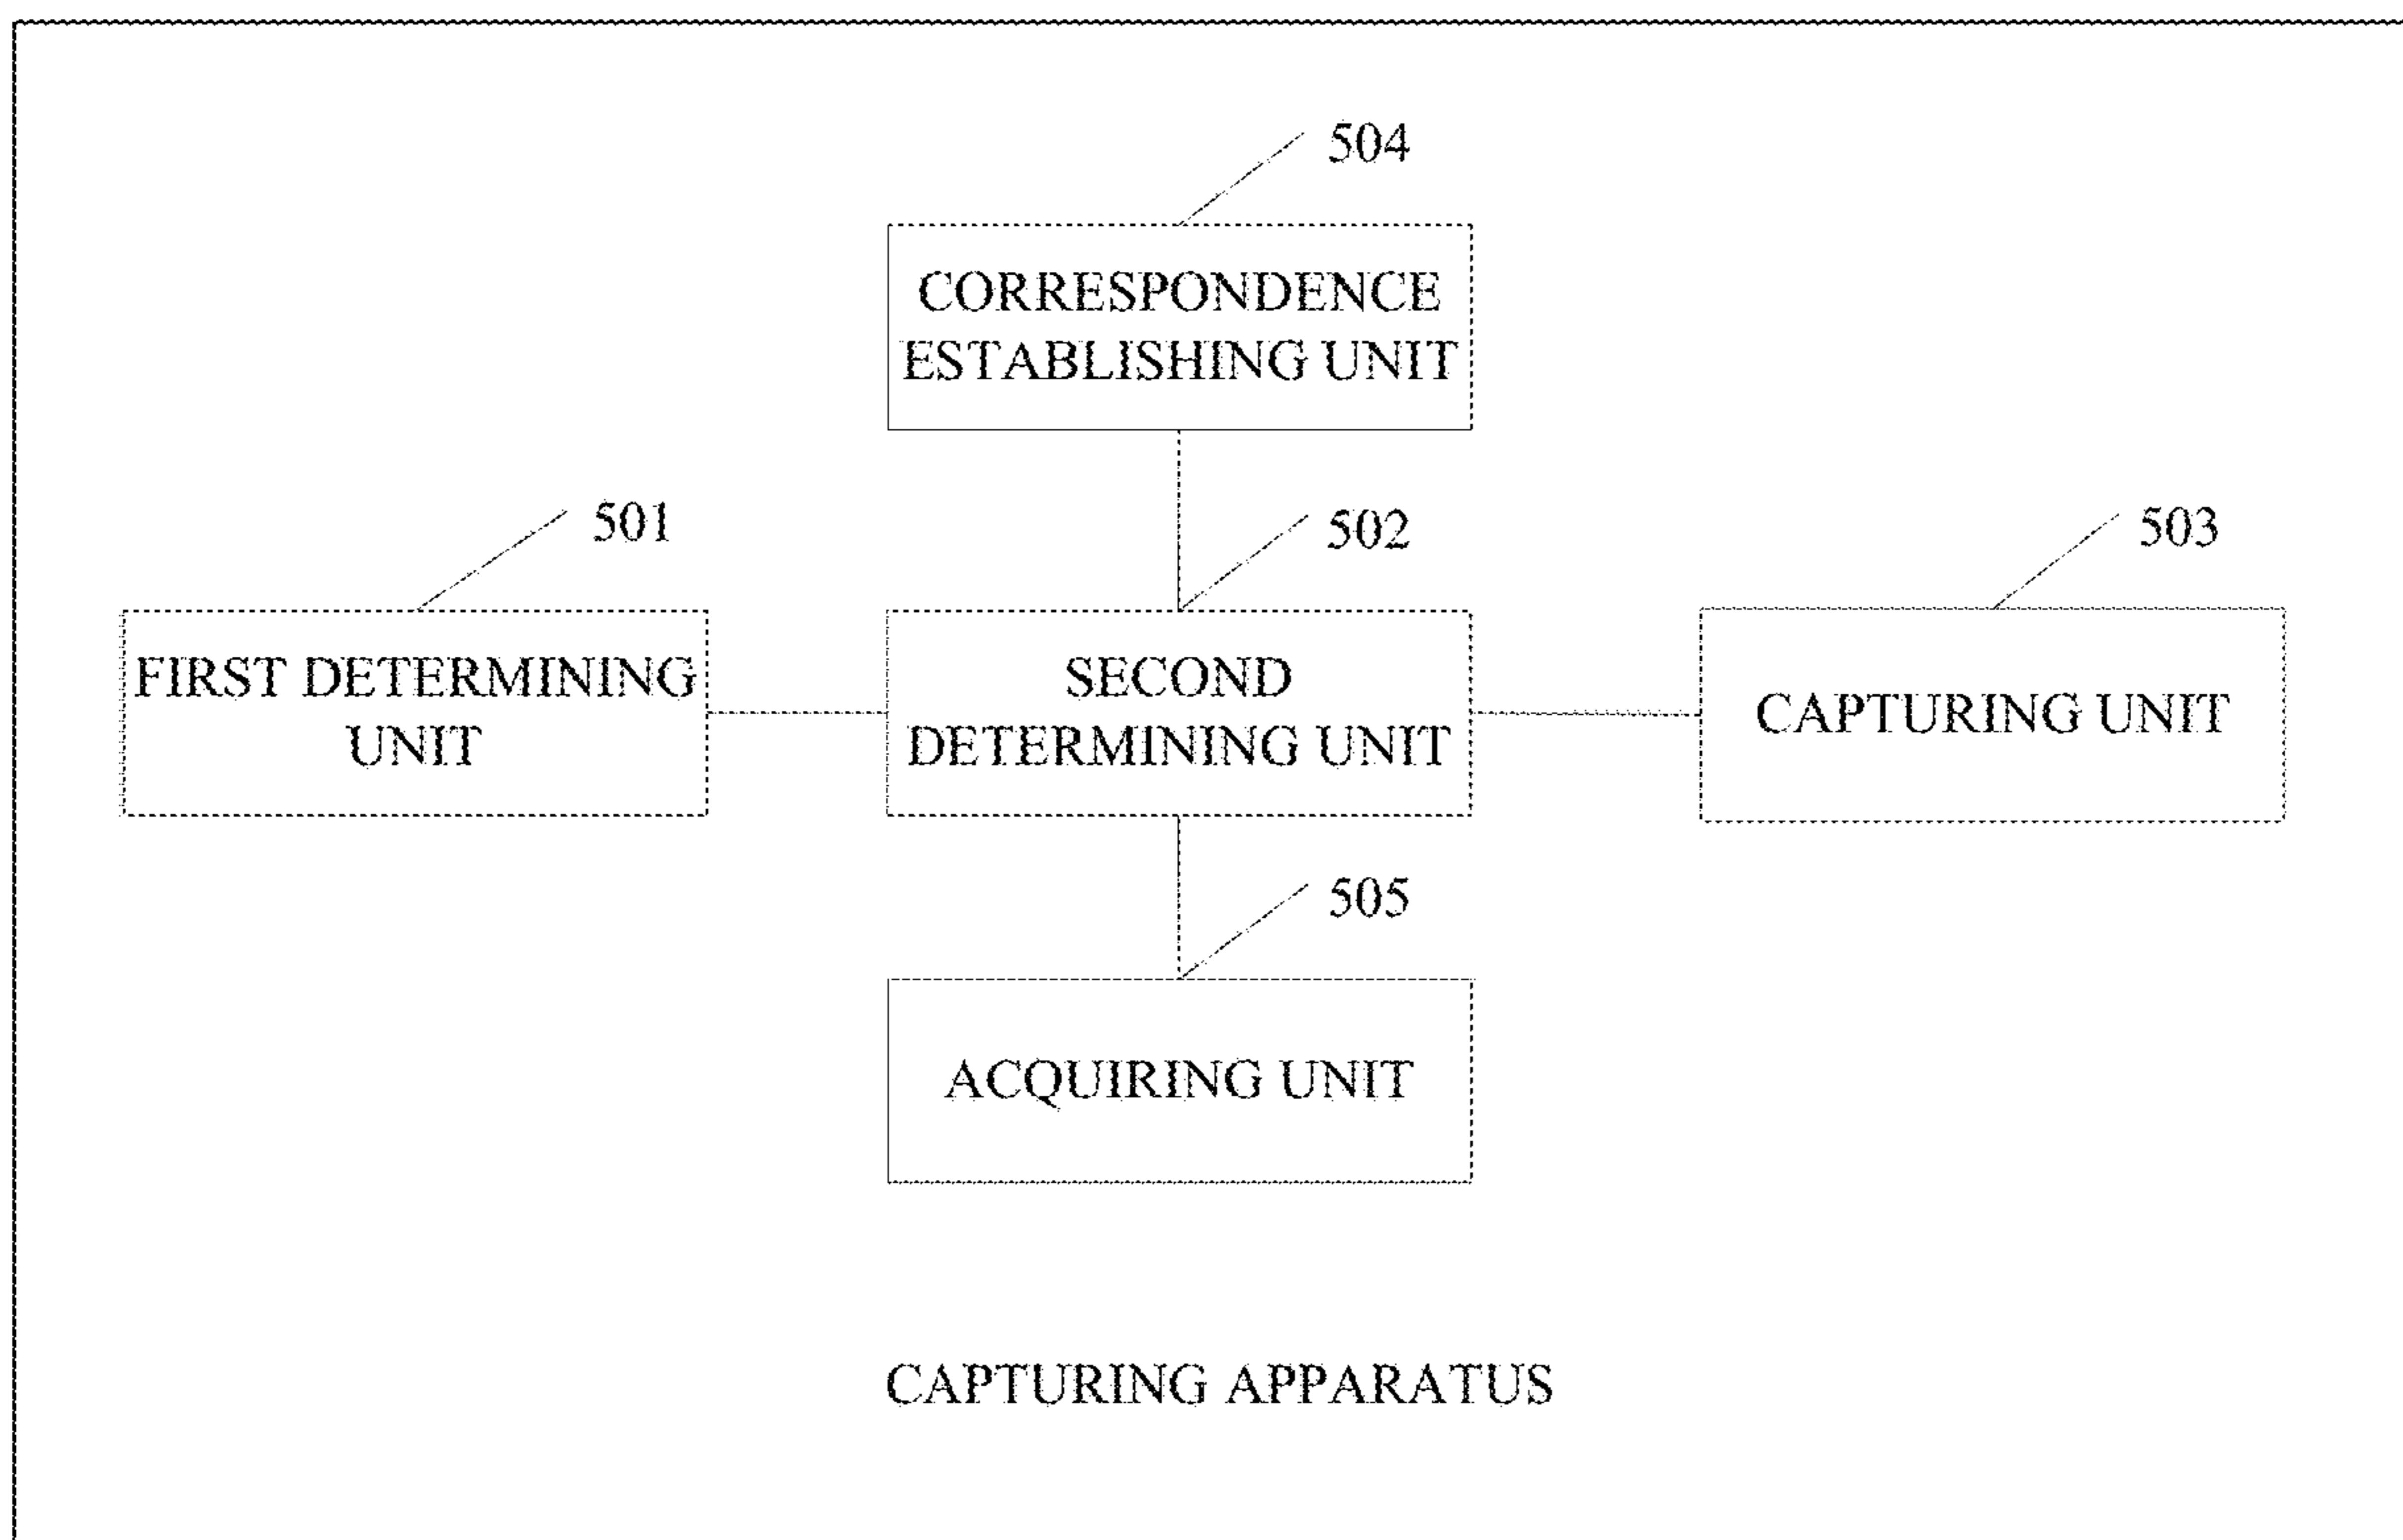 504
CORRESPONDENCE
ESTABLISHING UNIT
501
502
503
FIRST DETERMINING
UNIT
SECOND
DETERMINING UNIT
CAPTURING UNIT
505
ACQUIRING UNIT
CAPTURING APPARATUS